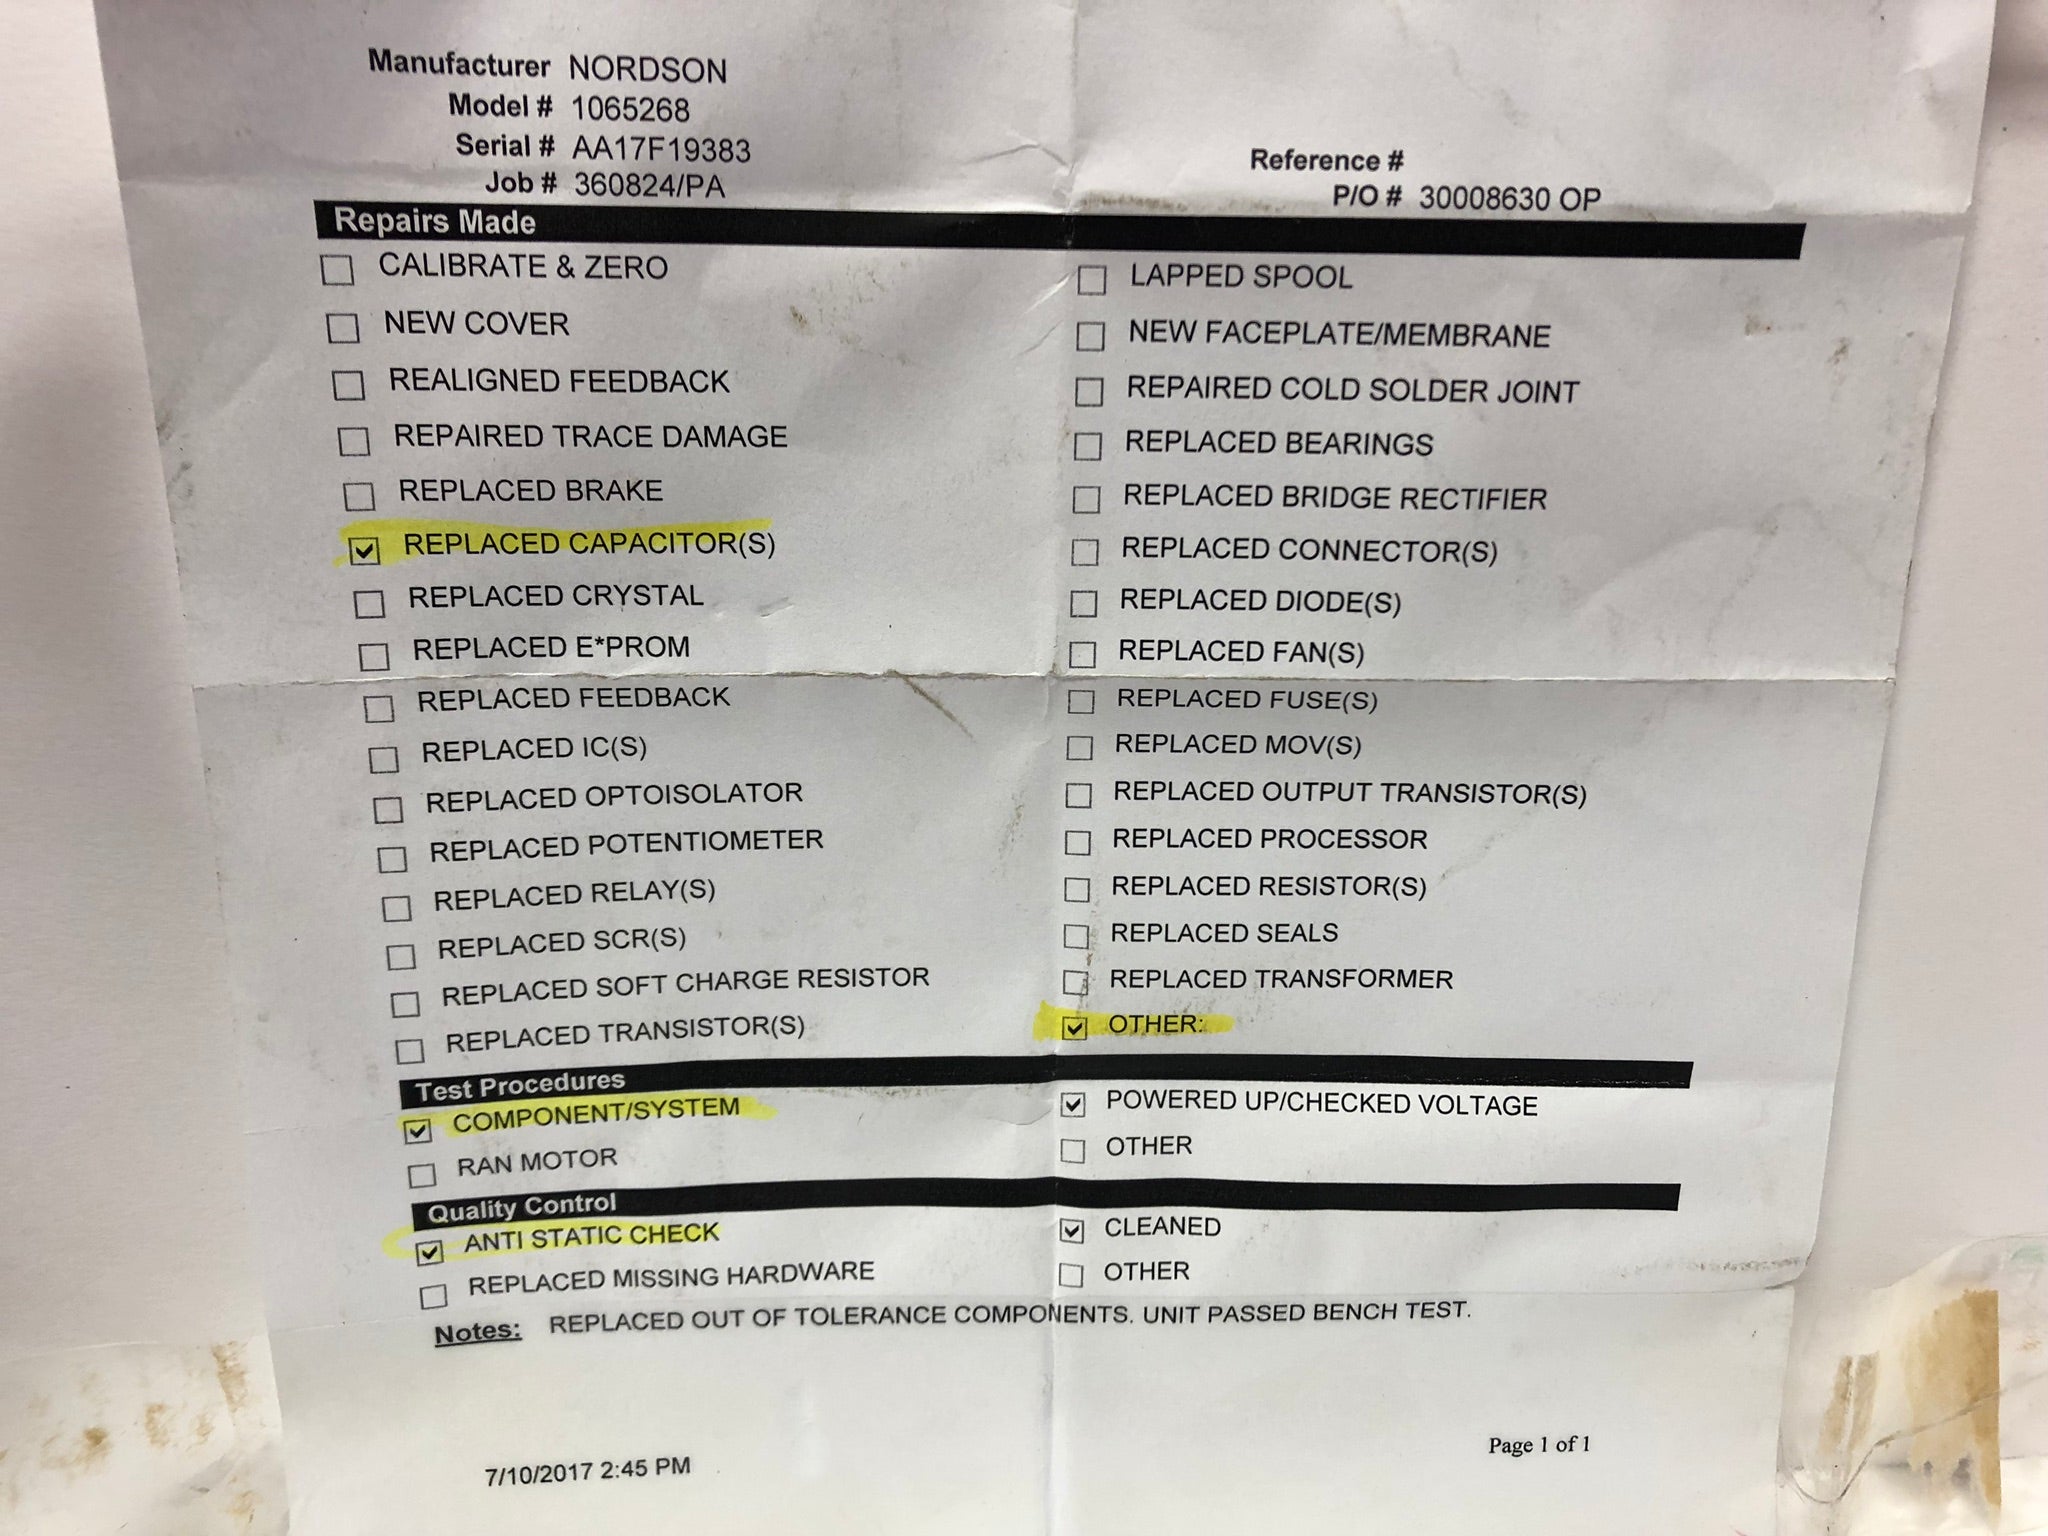 Manufacturer NORDSON
Model # 1065268
Serial # AA17F19383
Job # 360824/PA
Reference #
P/O # 30008630 OP
Repairs Made
CALIBRATE & ZERO
NEW COVER
REALIGNED FEEDBACK
REPAIRED TRACE DAMAGE
REPLACED BRAKE
REPLACED CAPACITOR(S)
REPLACED CRYSTAL
REPLACED E*PROM
REPLACED FEEDBACK
REPLACED IC(S)
REPLACED OPTOISOLATOR
REPLACED POTENTIOMETER
REPLACED RELAY(S)
REPLACED SCR(S)
REPLACED SOFT CHARGE RESISTOR
REPLACED TRANSISTOR(S)
LAPPED SPOOL
NEW FACEPLATE/MEMBRANE
REPAIRED COLD SOLDER JOINT
REPLACED BEARINGS
REPLACED BRIDGE RECTIFIER
REPLACED CONNECTOR(S)
REPLACED DIODE(S)
REPLACED FAN(S)
REPLACED FUSE(S)
REPLACED MOV(S)
REPLACED OUTPUT TRANSISTOR(S)
REPLACED PROCESSOR
REPLACED RESISTOR(S)
REPLACED SEALS
REPLACED TRANSFORMER
OTHER:
Test Procedures
COMPONENT/SYSTEM
RAN MOTOR
POWERED UP/CHECKED VOLTAGE
OTHER
Quality Control
ANTI STATIC CHECK
REPLACED MISSING HARDWARE
CLEANED
OTHER
Notes: REPLACED OUT OF TOLERANCE COMPONENTS. UNIT PASSED BENCH TEST.
7/10/2017 2:45 PM
Page 1 of 1